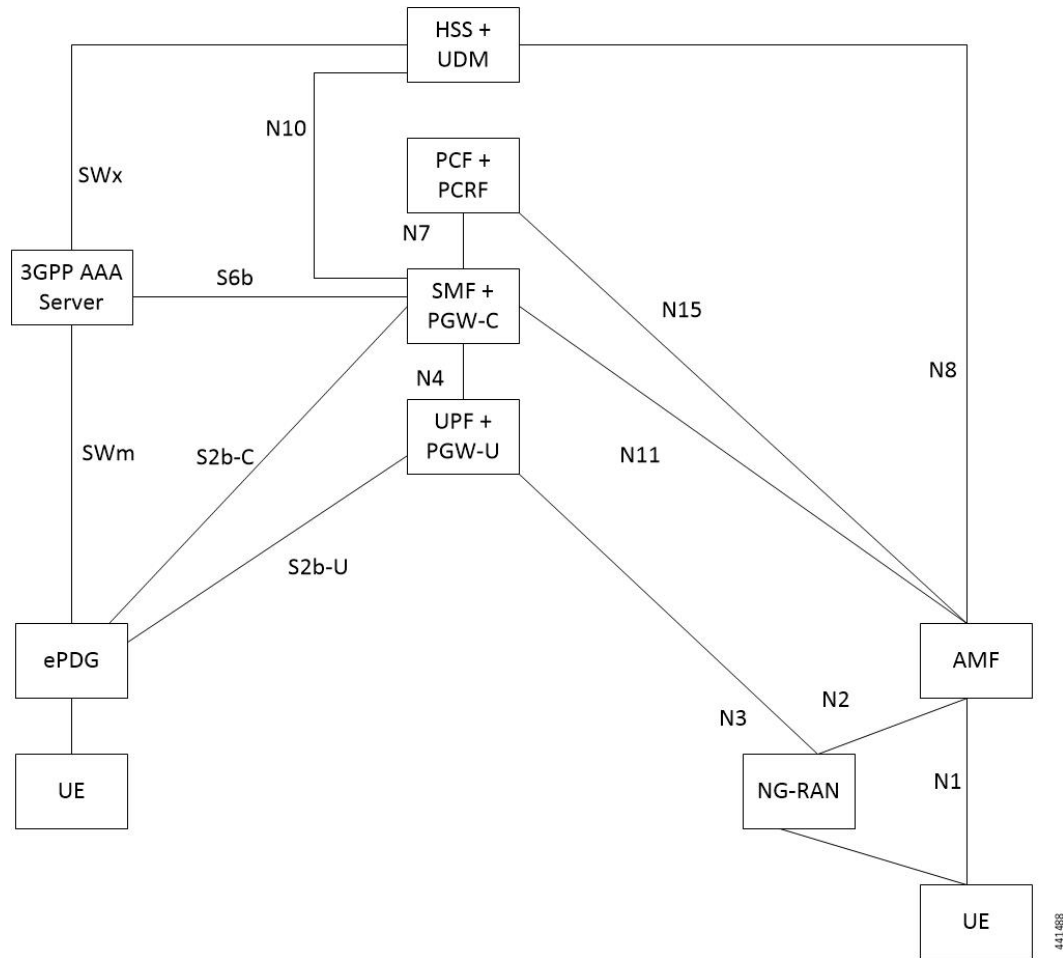 HSS +
UDM
N10
PCF +
PCRF
SWx
N7
3GPP AAA
Server
S6b
SMF +
PGW-C
N15
N8
N4
UPF +
PGW-U
SWm
S2b-C
N11
S2b-U
ePDG
AMF
N2
N3
UE
NG-RAN
N1
UE
441488